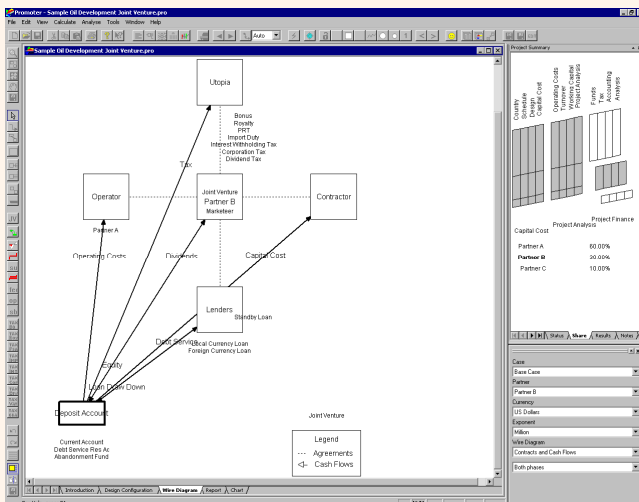 Promoter - Sample Oil Development Joint Venture.pro
File Edit View Calculate Analyse Tools Window Help
Auto
Sample Oil Development Joint Venture.pro
Utopia
Bonus
Royalty
PRT
Import Duty
Interest Withholding Tax
Corporation Tax
Dividend Tax
Tax
Operator
Joint Venture
Partner B
Marketeer
Contractor
Partner A
Operating Costs
Dividends
Capital Cost
Lenders
Standby Loan
Debt Service
Local Currency Loan
Foreign Currency Loan
Equity
Loan Draw Down
Deposit Account
Current Account
Debt Service Res Ac
Abandonment Fund
Joint Venture
Legend
Agreements
Cash Flows
Introduction Design Configuration Wire Diagram Report Chart
Project Summary
Country
Schedule
Design
Capital Cost
Operating Costs
Turnover
Working Capital
Project Analysis
Funds
Tax
Accounting
Analysis
Project Finance
Project Analysis
Capital Cost
Partner A 60.00%
Partner B 30.00%
Partner C 10.00%
Status Share Results Notes
Case
Base Case
Partner
Partner B
Currency
US Dollars
Exponent
Million
Wire Diagram
Contracts and Cash Flows
Both phases